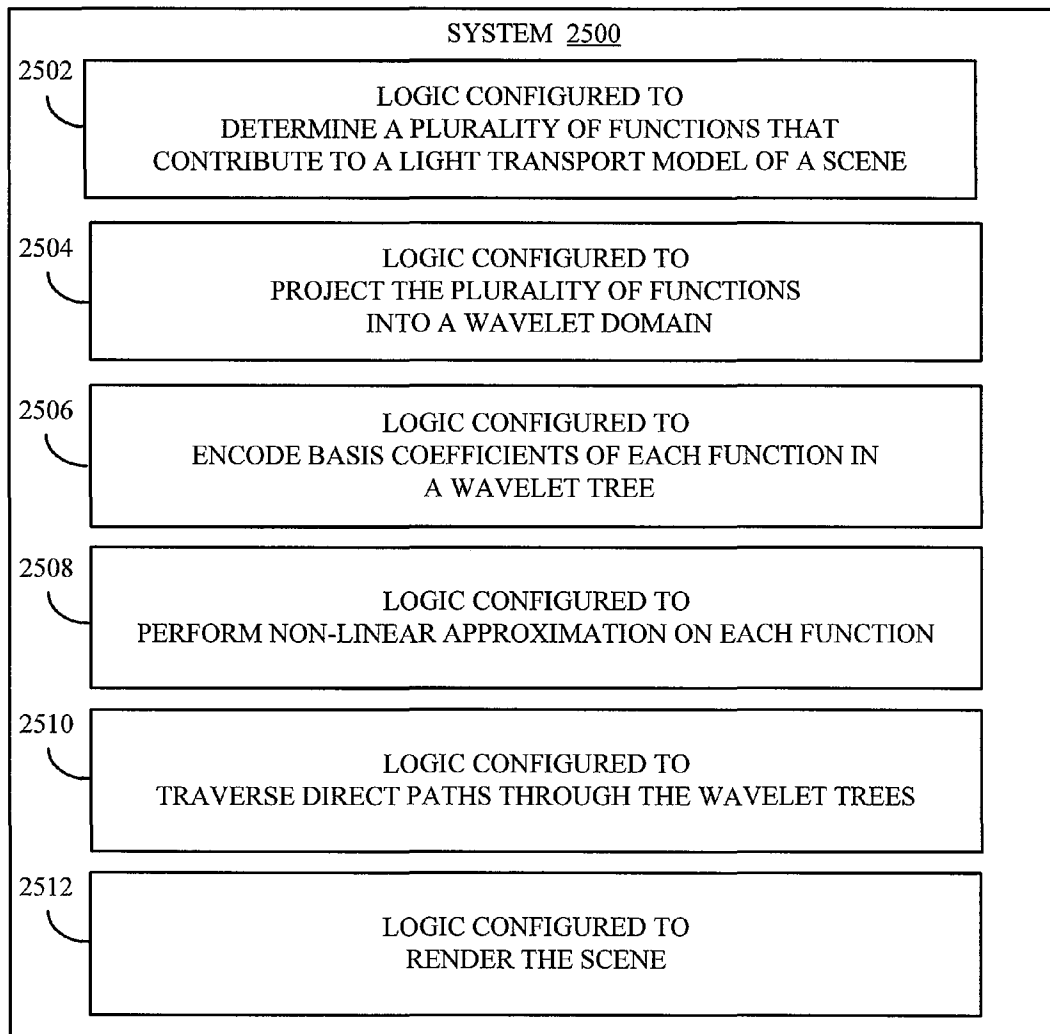 SYSTEM 2500
2502
LOGIC CONFIGURED TO
DETERMINE A PLURALITY OF FUNCTIONS THAT
CONTRIBUTE TO A LIGHT TRANSPORT MODEL OF A SCENE
2504
LOGIC CONFIGURED TO
PROJECT THE PLURALITY OF FUNCTIONS
INTO A WAVELET DOMAIN
2506
LOGIC CONFIGURED TO
ENCODE BASIS COEFFICIENTS OF EACH FUNCTION IN
A WAVELET TREE
2508
LOGIC CONFIGURED TO
PERFORM NON-LINEAR APPROXIMATION ON EACH FUNCTION
2510
LOGIC CONFIGURED TO
TRAVERSE DIRECT PATHS THROUGH THE WAVELET TREES
2512
LOGIC CONFIGURED TO
RENDER THE SCENE